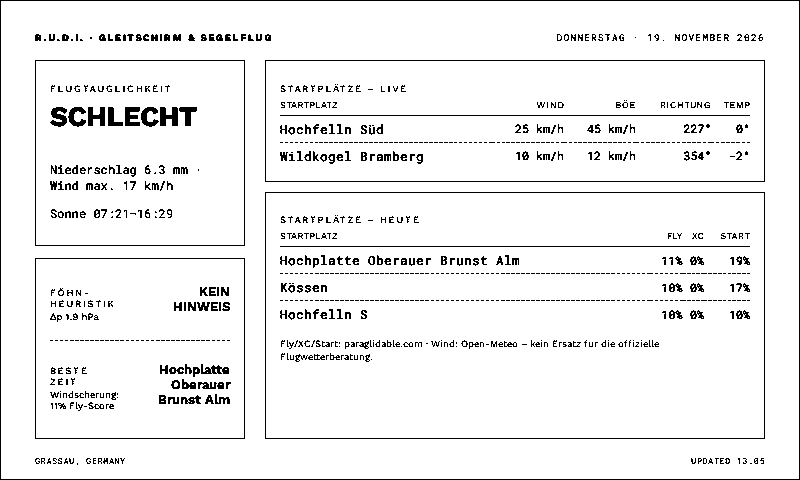 R.U.D.I. · GLEITSCHIRM & SEGELFLUG
DONNERSTAG · 19. NOVEMBER 2026
FLUGTAUGLICHKEIT
SCHLECHT
Niederschlag 6.3 mm ·
Wind max. 17 km/h
Sonne 07:21–16:29
FÖHN-
HEURISTIK
Δp 1.9 hPa
KEIN
HINWEIS
BESTE
ZEIT
Windscherung:
11% Fly-Score
Hochplatte
Oberauer
Brunst Alm
STARTPLÄTZE – LIVE
STARTPLATZ WIND BÖE RICHTUNG TEMP
Hochfelln Süd 25 km/h 45 km/h 227° 0°
Wildkogel Bramberg 10 km/h 12 km/h 354° -2°
STARTPLÄTZE – HEUTE
STARTPLATZ FLY XC START
Hochplatte Oberauer Brunst Alm 11% 0% 19%
Kössen 10% 0% 17%
Hochfelln S 10% 0% 10%
Fly/XC/Start: paraglidable.com · Wind: Open-Meteo – kein Ersatz für die offizielle
Flugwetterberatung.
GRASSAU, GERMANY
UPDATED 13.05